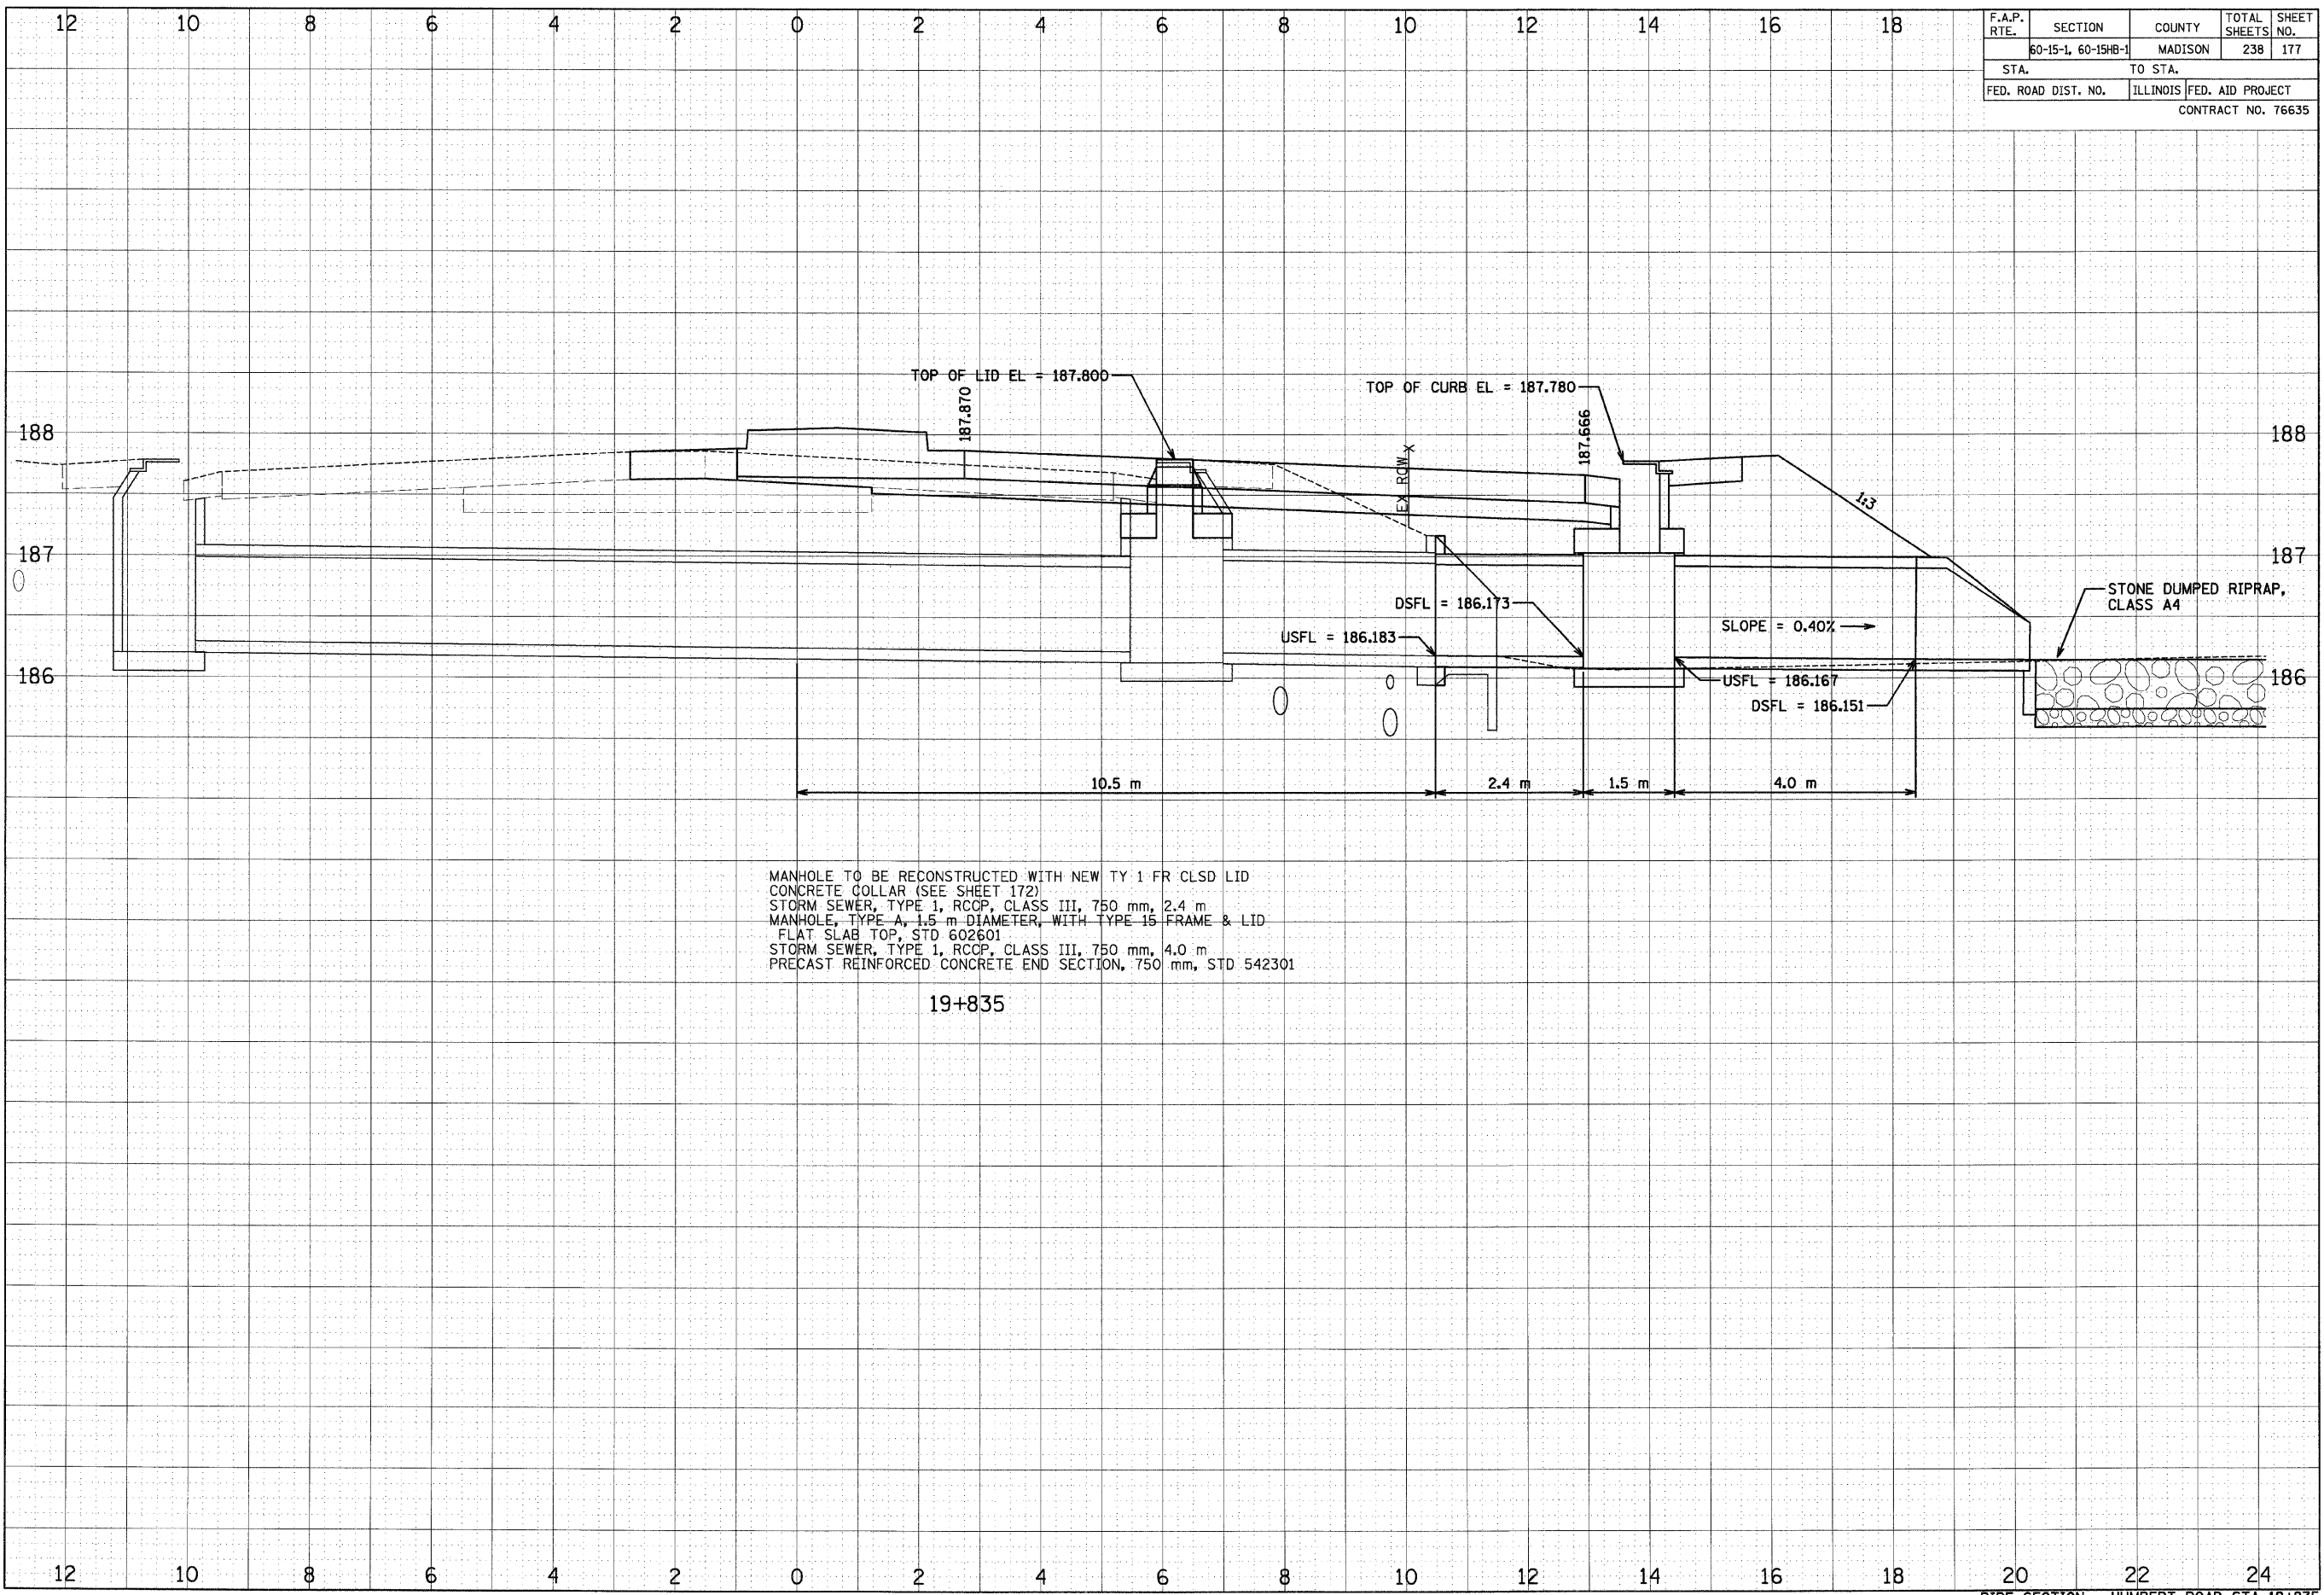 12 10 8 6 4 2 0 2 4 6 8 10 12 14 16 18
F.A.P. RTE. SECTION COUNTY TOTAL SHEETS SHEET NO.
60-15-1, 60-15HB-1 MADISON 238 177
STA. TO STA.
FED. ROAD DIST. NO. ILLINOIS FED. AID PROJECT
CONTRACT NO. 76635
TOP OF LID EL = 187.800
187.870
TOP OF CURB EL = 187.780
187.666
188 188
EX ROW
1:3
187 187
STONE DUMPED RIPRAP,
CLASS A4
DSFL = 186.173
USFL = 186.183
SLOPE = 0.40%
186 186
USFL = 186.167
DSFL = 186.151
10.5 m 2.4 m 1.5 m 4.0 m
MANHOLE TO BE RECONSTRUCTED WITH NEW TY 1 FR CLSD LID
CONCRETE COLLAR (SEE SHEET 172)
STORM SEWER, TYPE 1, RCCP, CLASS III, 750 mm, 2.4 m
MANHOLE, TYPE A, 1.5 m DIAMETER, WITH TYPE 15 FRAME & LID
FLAT SLAB TOP, STD 602601
STORM SEWER, TYPE 1, RCCP, CLASS III, 750 mm, 4.0 m
PRECAST REINFORCED CONCRETE END SECTION, 750 mm, STD 542301
19+835
12 10 8 6 4 2 0 2 4 6 8 10 12 14 16 18 20 22 24